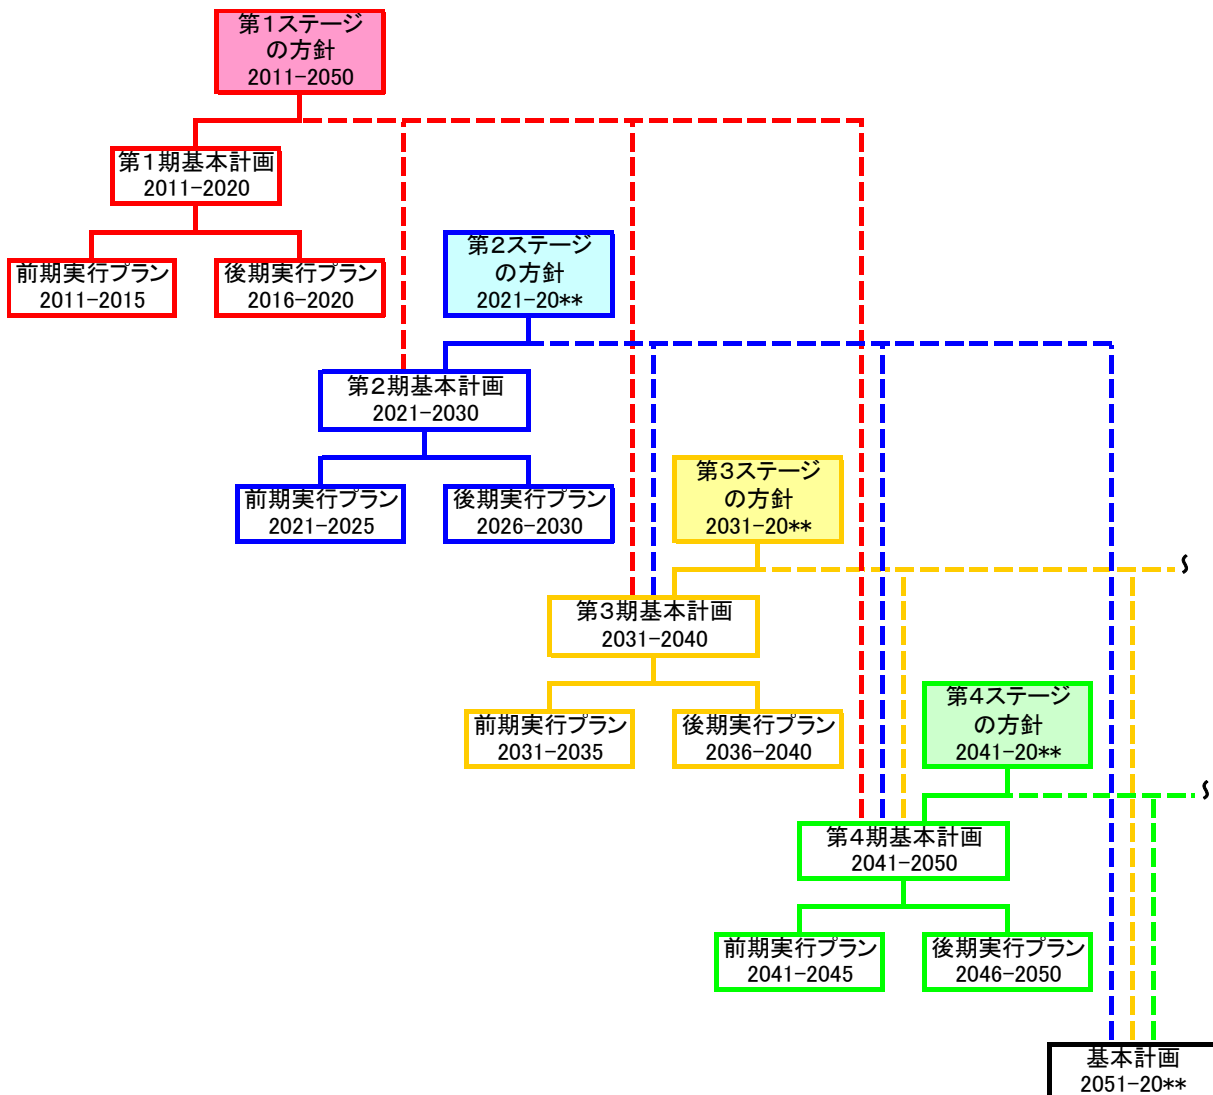 第１ステージ
の方針
2011-2050
第１期基本計画
2011-2020
前期実行プラン
2011-2015
後期実行プラン
2016-2020
第２ステージ
の方針
2021-20**
第２期基本計画
2021-2030
前期実行プラン
2021-2025
後期実行プラン
2026-2030
第３ステージ
の方針
2031-20**
第３期基本計画
2031-2040
前期実行プラン
2031-2035
後期実行プラン
2036-2040
第４ステージ
の方針
2041-20**
第４期基本計画
2041-2050
前期実行プラン
2041-2045
後期実行プラン
2046-2050
基本計画
2051-20**